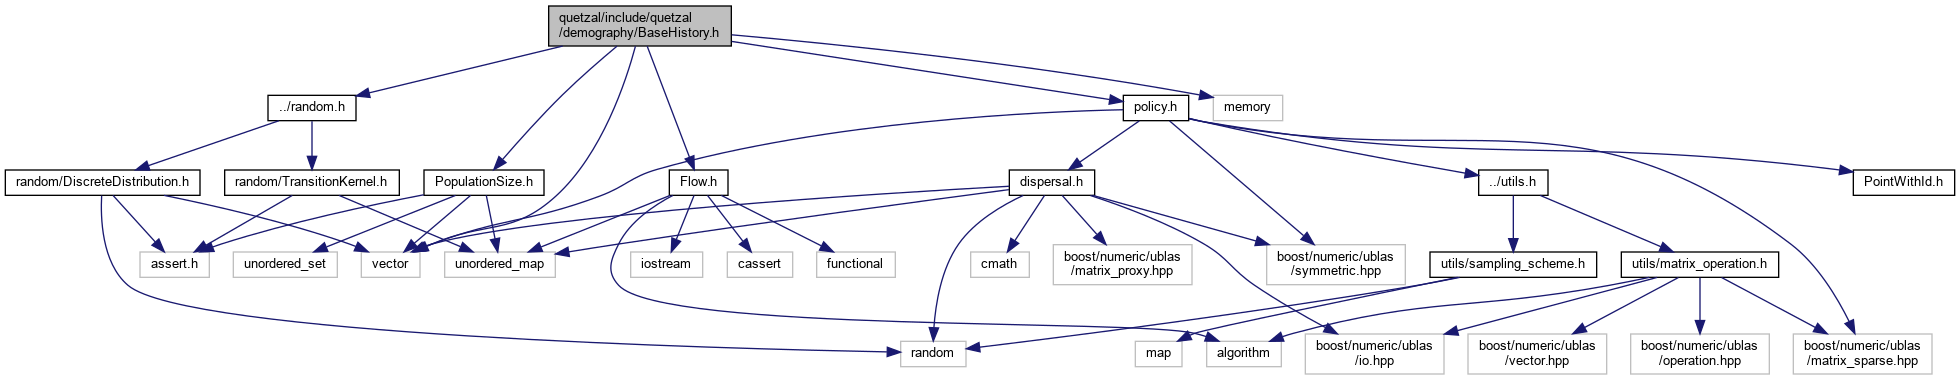 quetzal/include/quetzal
/demography/BaseHistory.h
../random.h
policy.h
memory
random/DiscreteDistribution.h
random/TransitionKernel.h
PopulationSize.h
Flow.h
dispersal.h
../utils.h
PointWithId.h
assert.h
unordered_set
vector
unordered_map
iostream
cassert
functional
cmath
boost/numeric/ublas
/matrix_proxy.hpp
boost/numeric/ublas
/symmetric.hpp
utils/sampling_scheme.h
utils/matrix_operation.h
random
map
algorithm
boost/numeric/ublas
/io.hpp
boost/numeric/ublas
/vector.hpp
boost/numeric/ublas
/operation.hpp
boost/numeric/ublas
/matrix_sparse.hpp